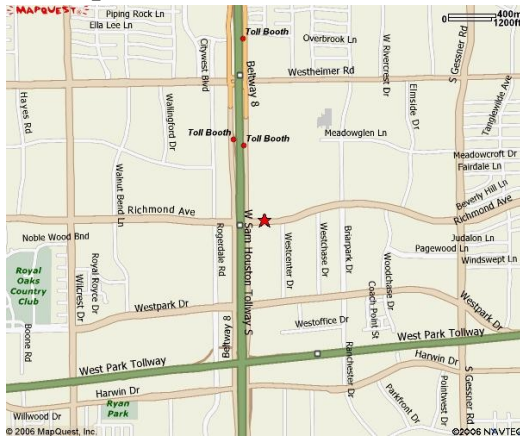 MAPQUEST
Piping Rock Ln
400m
1200ft
Ella Lee Ln
Citywest Blvd
Toll Booth
Overbrook Ln
W Rivercrest Dr
S Gessner Rd
Beltway 8
Westheimer Rd
Hayes Rd
Wallingford Dr
Elmside Dr
Tanglewilde Ave
Toll Booth
Toll Booth
Meadowglen Ln
Meadowcroft Dr
Fairdale Ln
Walnut Bend Ln
Beverly Hill Ln
Richmond Ave
Richmond Ave
W Sam Houston Tollway S
Noble Wood Bnd
Rogerdale Rd
Westcenter Dr
Westchase Dr
Briarpark Dr
Woodchase Dr
Judalon Ln
Pagewood Ln
Windswept Ln
Royal
Oaks
Country
Club
Royal Royce Dr
Wilcrest Dr
Coach Point St
Westpark Dr
Westpark Dr
Boone Rd
Beltway 8
Westoffice Dr
West Park Tollway
West Park Tollway
Ranchester Dr
Harwin Dr
Harwin Dr
Parkfront Dr
Pointwest Dr
S Gessner Rd
Ryan
Park
Willwood Dr
© 2006 MapQuest, Inc.
©2006 NAVTEQ